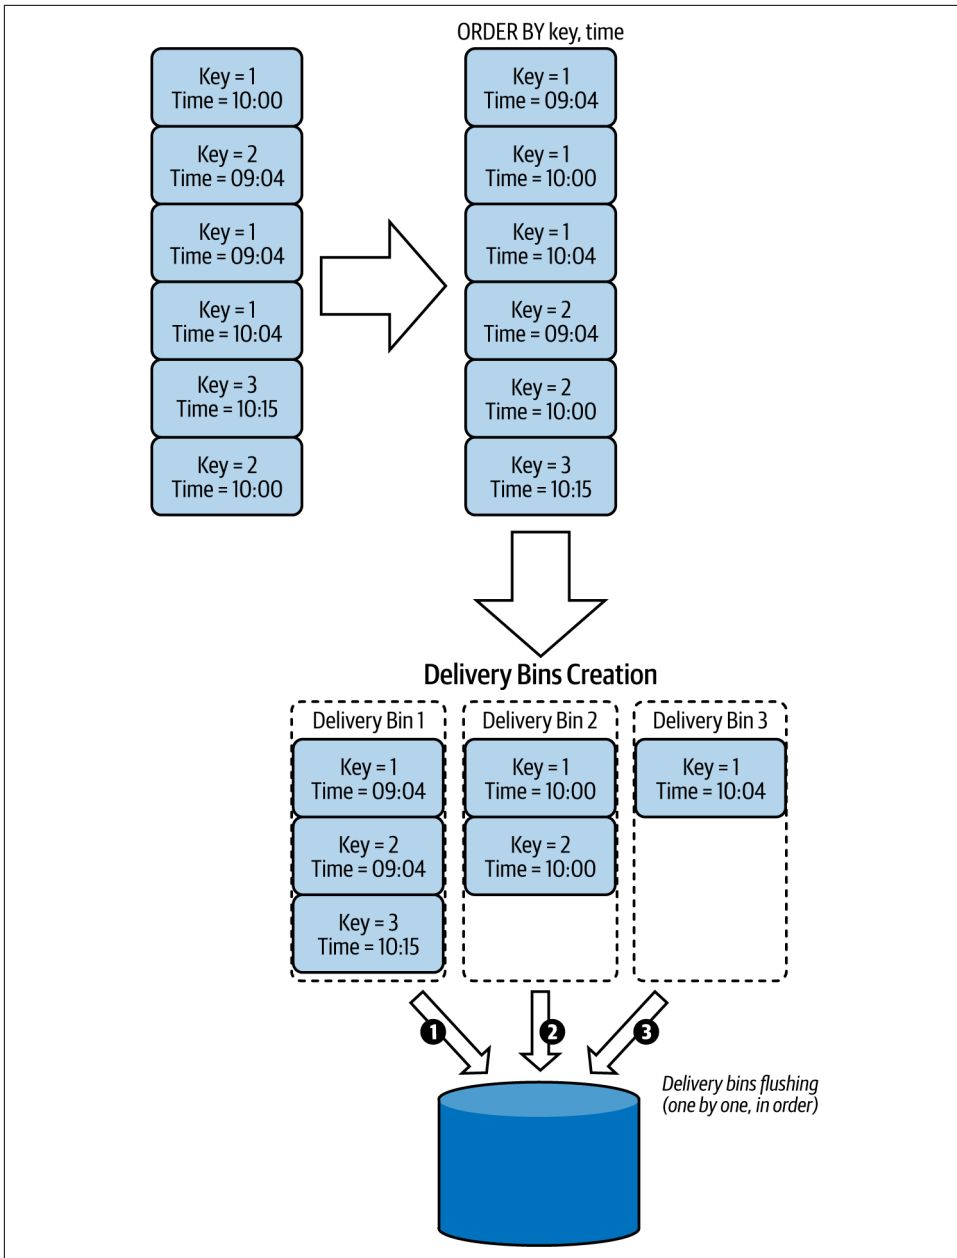 Key = 1
Time = 10:00
Key = 2
Time = 09:04
Key = 1
Time = 09:04
Key = 1
Time = 10:04
Key = 3
Time = 10:15
Key = 2
Time = 10:00
ORDER BY key, time
Key = 1
Time = 09:04
Key = 1
Time = 10:00
Key = 1
Time = 10:04
Key = 2
Time = 09:04
Key = 2
Time = 10:00
Key = 3
Time = 10:15
Delivery Bins Creation
Delivery Bin 1
Key = 1
Time = 09:04
Key = 2
Time = 09:04
Key = 3
Time = 10:15
Delivery Bin 2
Key = 1
Time = 10:00
Key = 2
Time = 10:00
Delivery Bin 3
Key = 1
Time = 10:04
1
2
3
Delivery bins flushing
(one by one, in order)